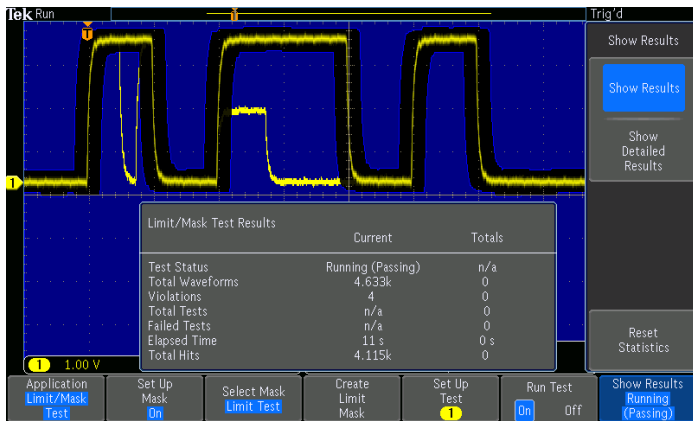 Tek Run Trig'd
T
T
Show Results
Show Results
Show
Detailed
Results
1
Limit/Mask Test Results
Current Totals
Test Status Running (Passing) n/a
Total Waveforms 4.633k 0
Violations 4 0
Total Tests n/a 0
Failed Tests n/a 0
Elapsed Time 11 s 0 s
Total Hits 4.115k 0
Reset
Statistics
1 1.00 V
Application
Limit/Mask
Test
Set Up
Mask
On
Select Mask
Limit Test
Create
Limit
Mask
Set Up
Test
1
Run Test
On Off
Show Results
Running
(Passing)